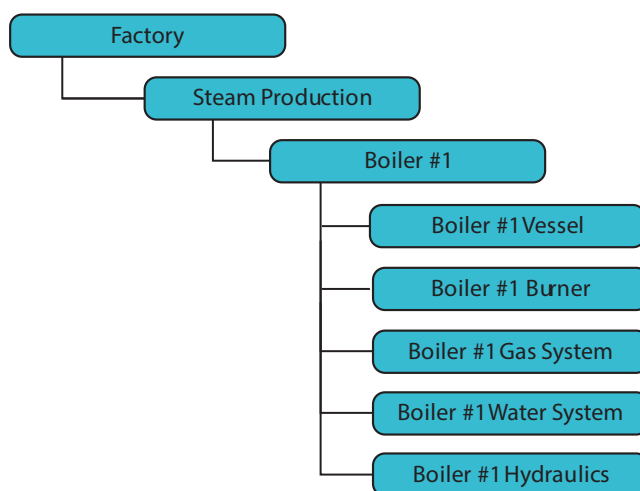 Factory
Steam Production
Boiler #1
Boiler #1 Vessel
Boiler #1 Burner
Boiler #1 Gas System
Boiler #1 Water System
Boiler #1 Hydraulics